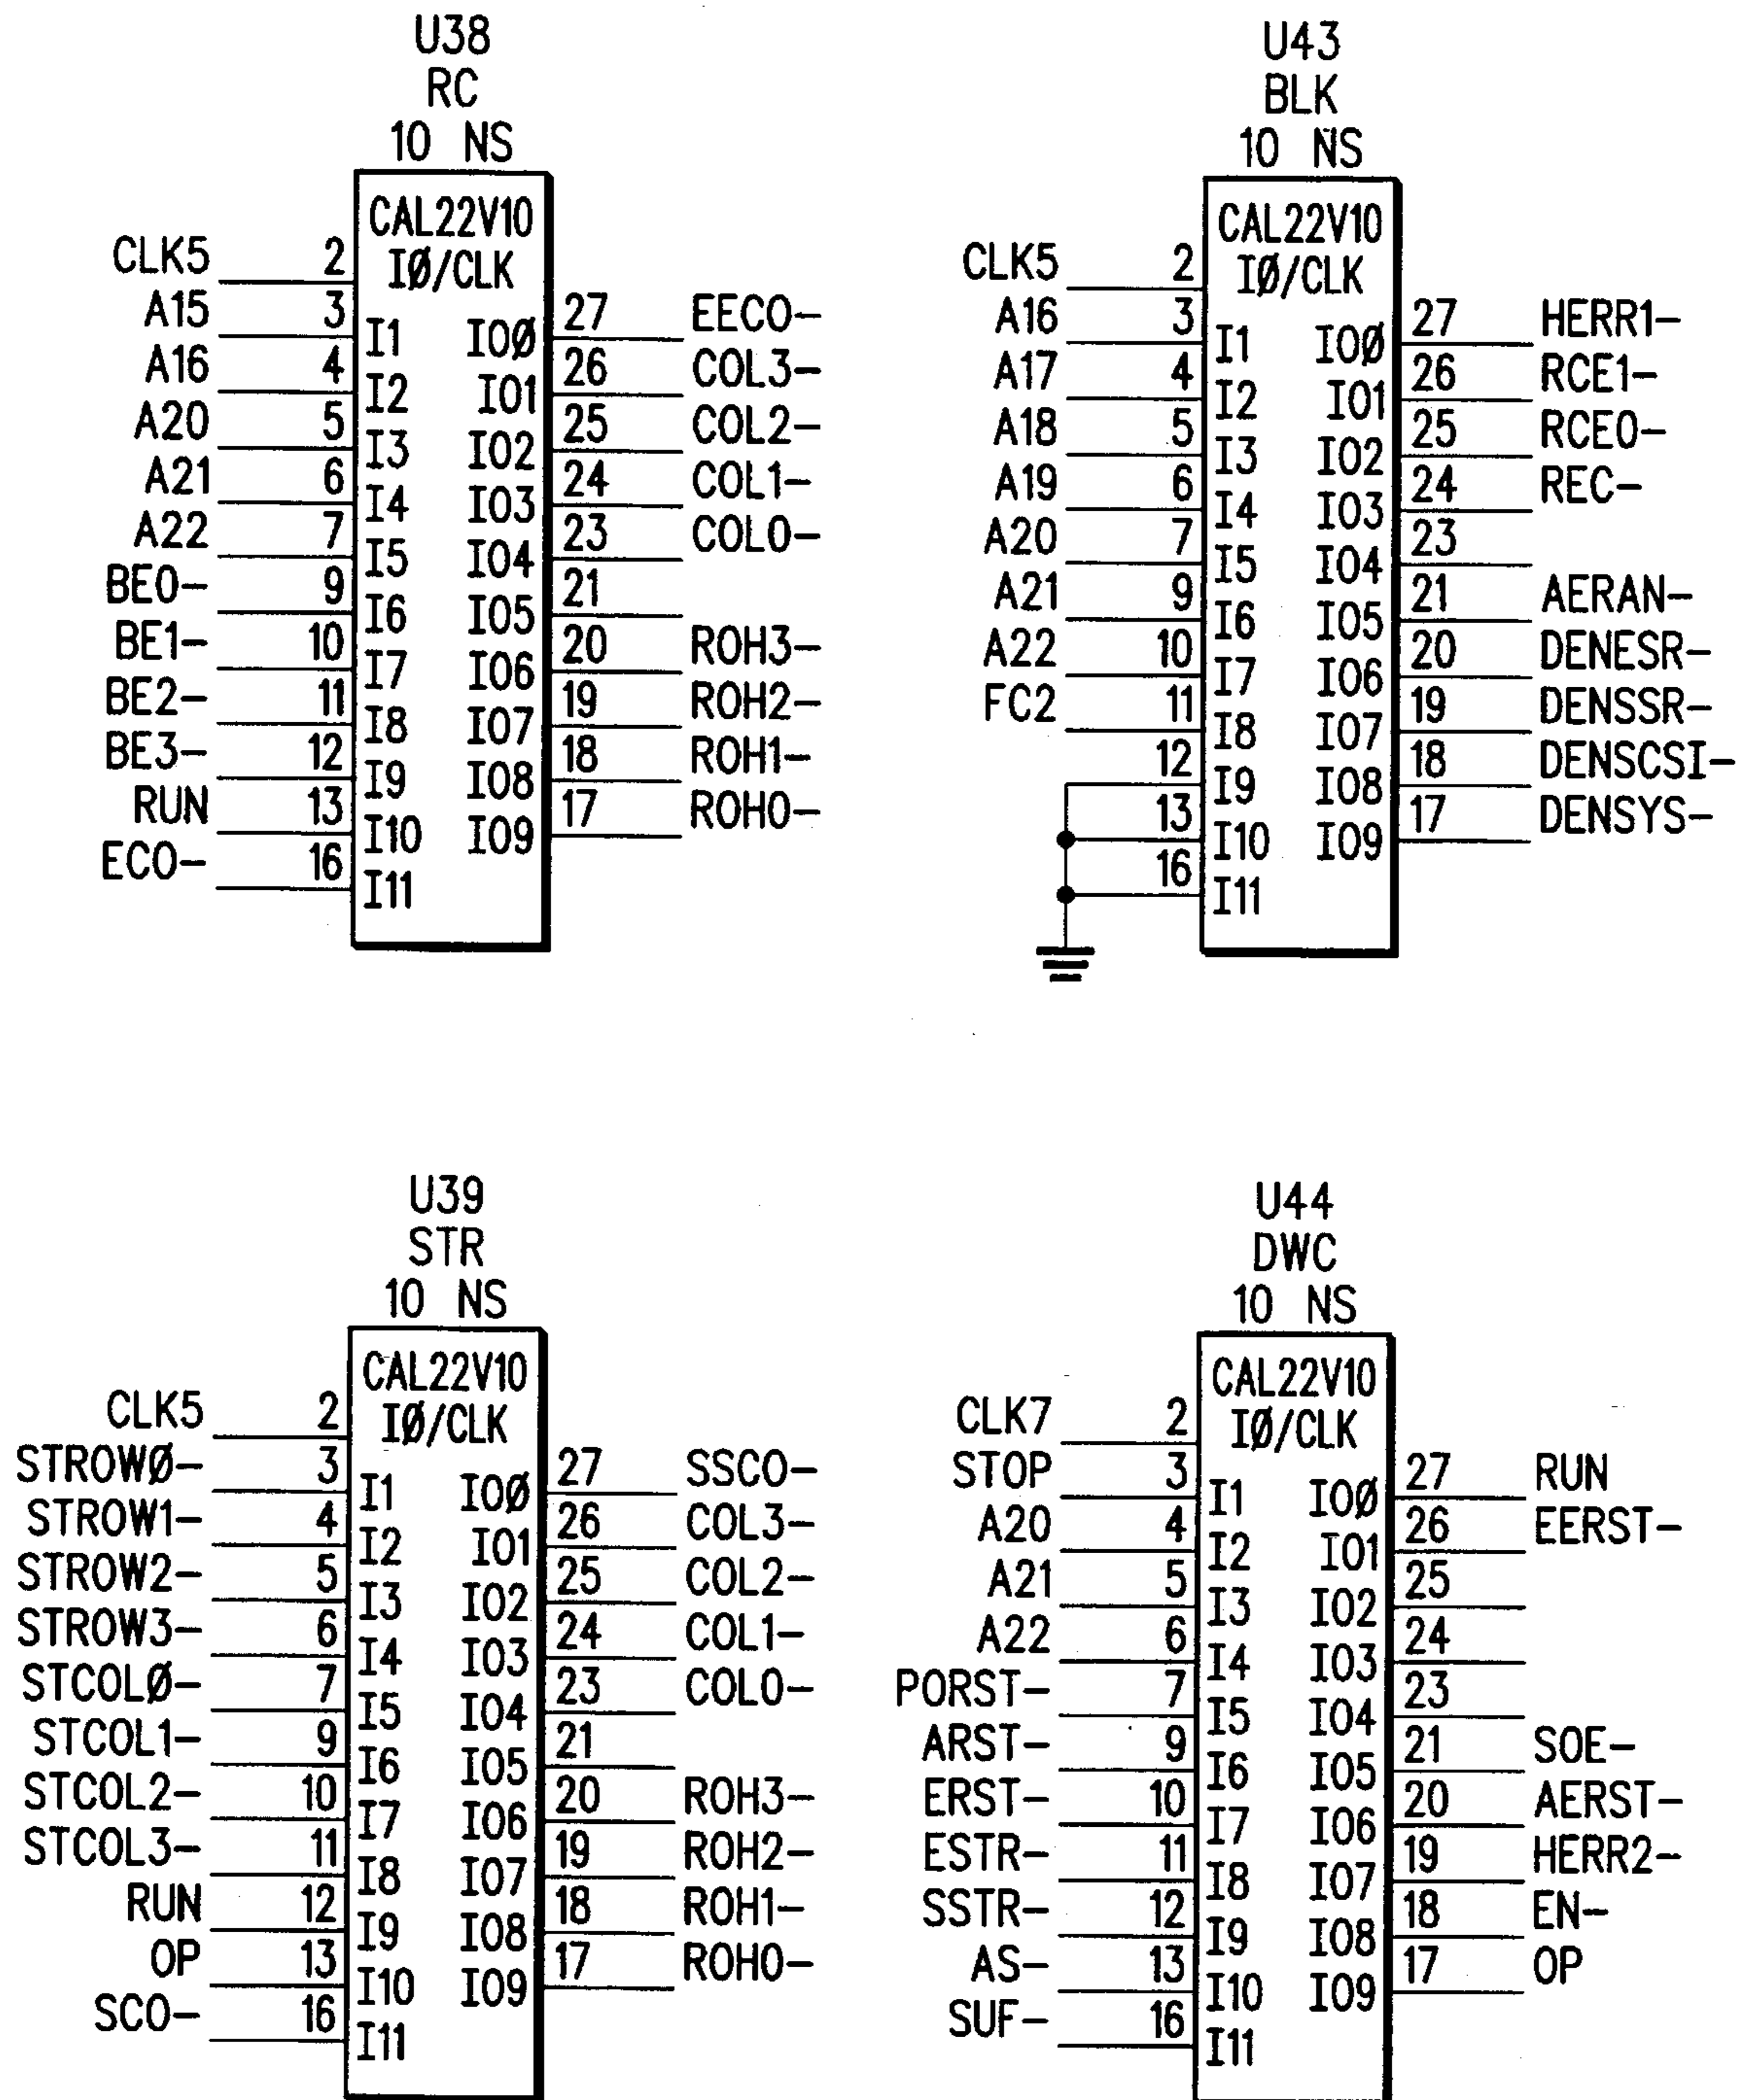 U38
RC
10 NS
CAL22V10
CLK5 2 IØ/CLK
A15 3 I1 IOØ 27 EECO-
A16 4 I2 IO1 26 COL3-
A20 5 I3 IO2 25 COL2-
A21 6 I4 IO3 24 COL1-
A22 7 I5 IO4 23 COL0-
BE0- 9 I6 IO5 21
BE1- 10 I7 IO6 20 ROH3-
BE2- 11 I8 IO7 19 ROH2-
BE3- 12 I9 IO8 18 ROH1-
RUN 13 I10 IO9 17 ROH0-
ECO- 16 I11
U43
BLK
10 NS
CAL22V10
CLK5 2 IØ/CLK
A16 3 I1 IOØ 27 HERR1-
A17 4 I2 IO1 26 RCE1-
A18 5 I3 IO2 25 RCE0-
A19 6 I4 IO3 24 REC-
A20 7 I5 IO4 23
A21 9 I6 IO5 21 AERAN-
A22 10 I7 IO6 20 DENESR-
FC2 11 I8 IO7 19 DENSSR-
12 I9 IO8 18 DENSCSI-
13 I10 IO9 17 DENSYS-
16 I11
U39
STR
10 NS
CAL22V10
CLK5 2 IØ/CLK
STROWØ- 3 I1 IOØ 27 SSCO-
STROW1- 4 I2 IO1 26 COL3-
STROW2- 5 I3 IO2 25 COL2-
STROW3- 6 I4 IO3 24 COL1-
STCOLØ- 7 I5 IO4 23 COL0-
STCOL1- 9 I6 IO5 21
STCOL2- 10 I7 IO6 20 ROH3-
STCOL3- 11 I8 IO7 19 ROH2-
RUN 12 I9 IO8 18 ROH1-
OP 13 I10 IO9 17 ROH0-
SCO- 16 I11
U44
DWC
10 NS
CAL22V10
CLK7 2 IØ/CLK
STOP 3 I1 IOØ 27 RUN
A20 4 I2 IO1 26 EERST-
A21 5 I3 IO2 25
A22 6 I4 IO3 24
PORST- 7 I5 IO4 23
ARST- 9 I6 IO5 21 SOE-
ERST- 10 I7 IO6 20 AERST-
ESTR- 11 I8 IO7 19 HERR2-
SSTR- 12 I9 IO8 18 EN-
AS- 13 I10 IO9 17 OP
SUF- 16 I11